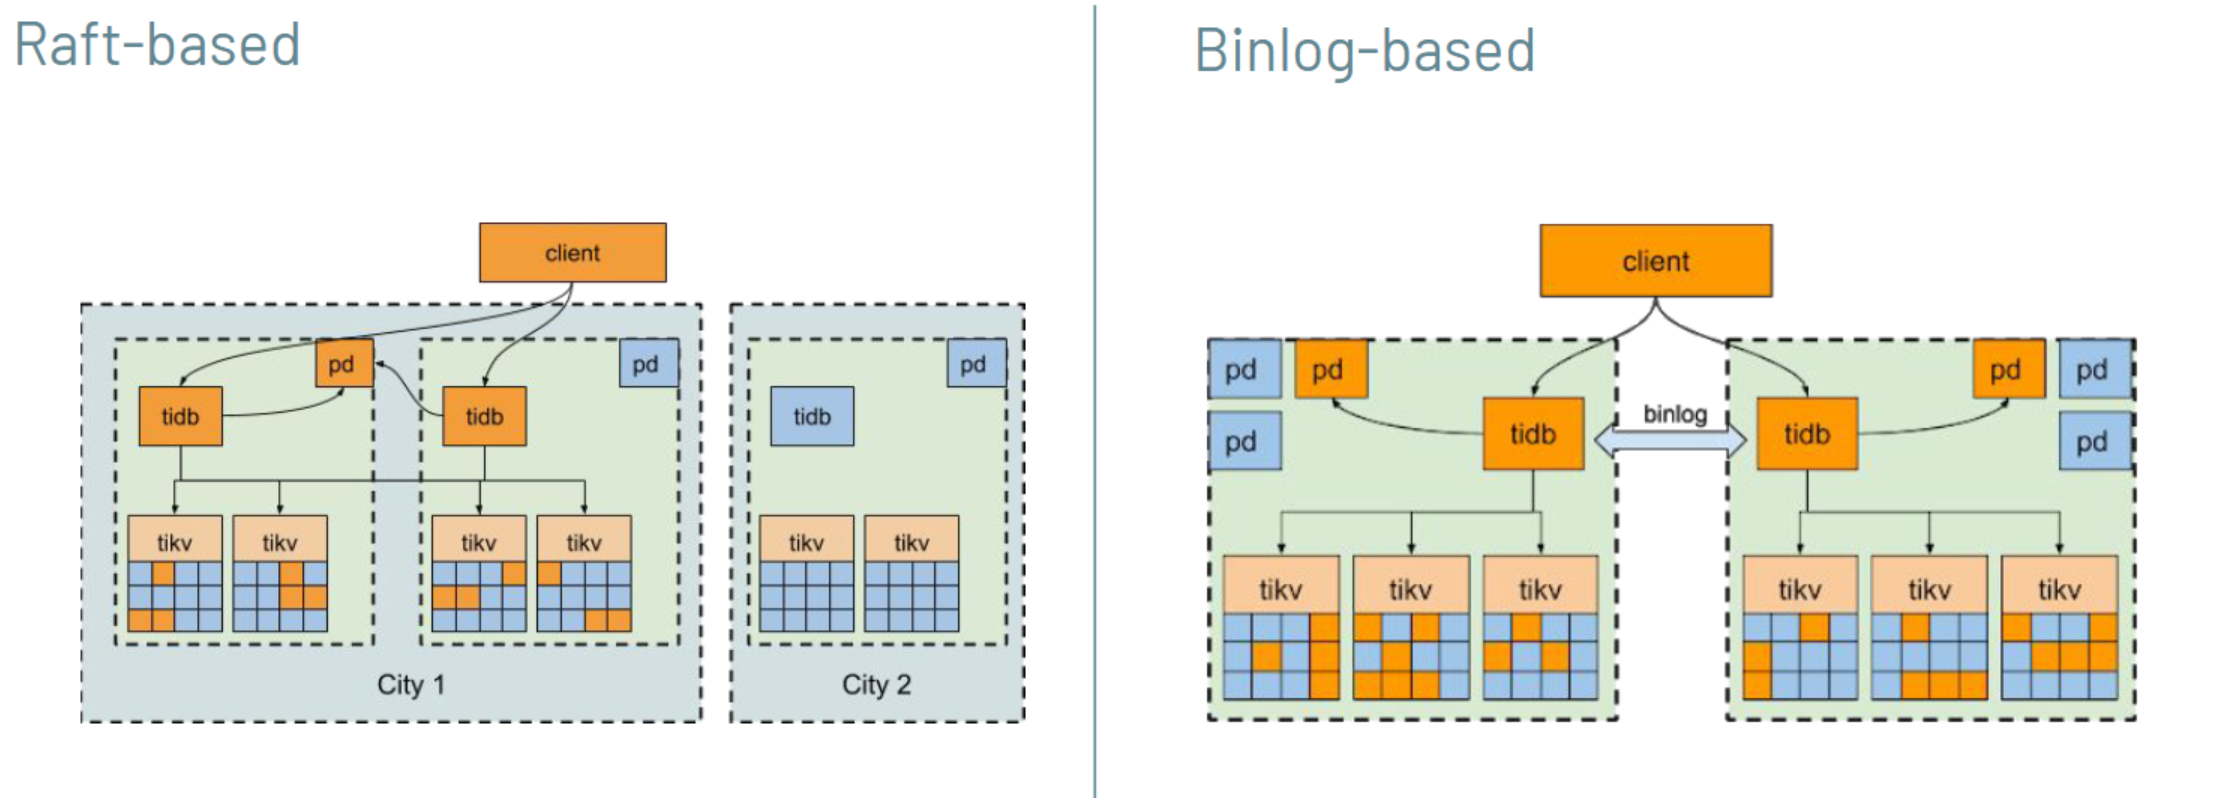 Raft-based
client
pd
pd
tidb
tidb
tikv
tikv
tikv
tikv
City 1
pd
tidb
tikv
tikv
City 2
Binlog-based
client
pd
pd
pd
tidb
tikv
tikv
tikv
binlog
pd
pd
pd
tidb
tikv
tikv
tikv